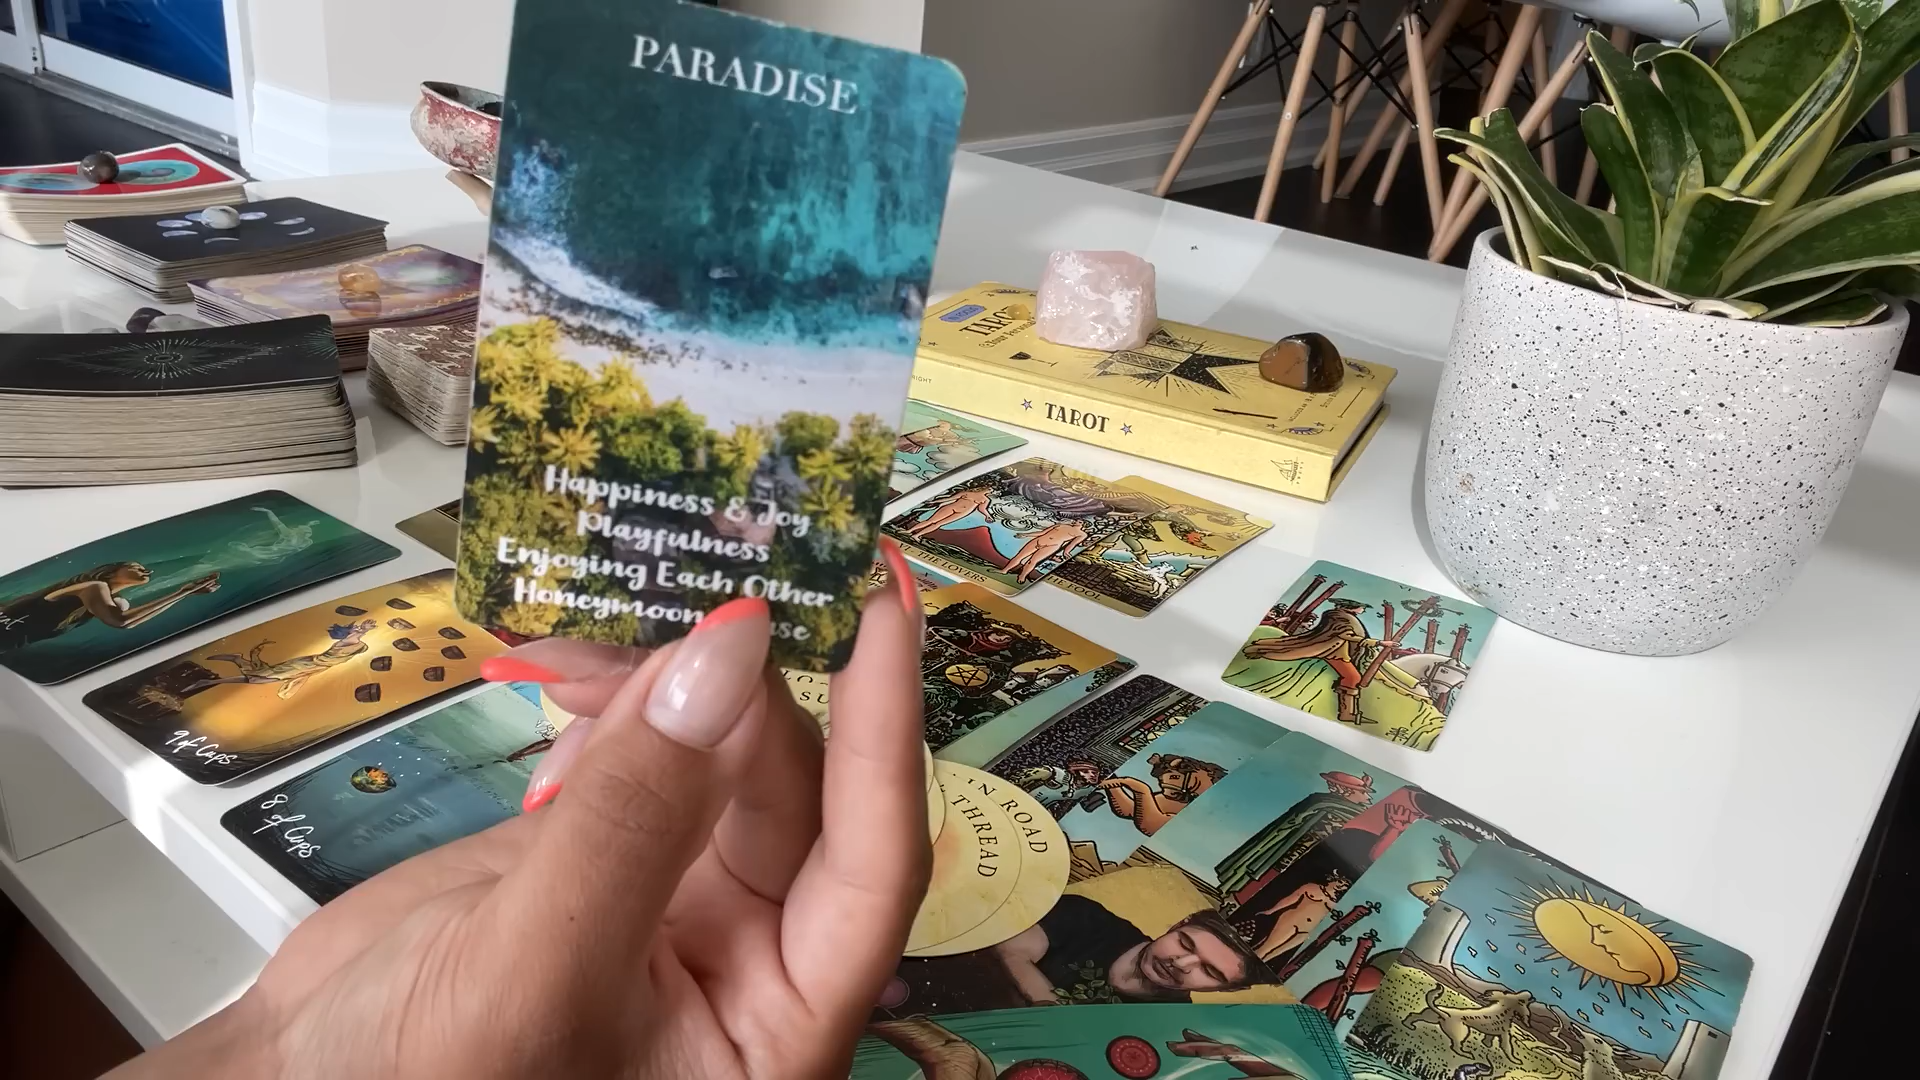 PARADISE
Happiness & Joy
Playfulness
Enjoying Each Other
Honeymoon
TAROT
THE LOVERS
THE FOOL
9 of Cups
8 of Cups
IN ROAD
THREAD